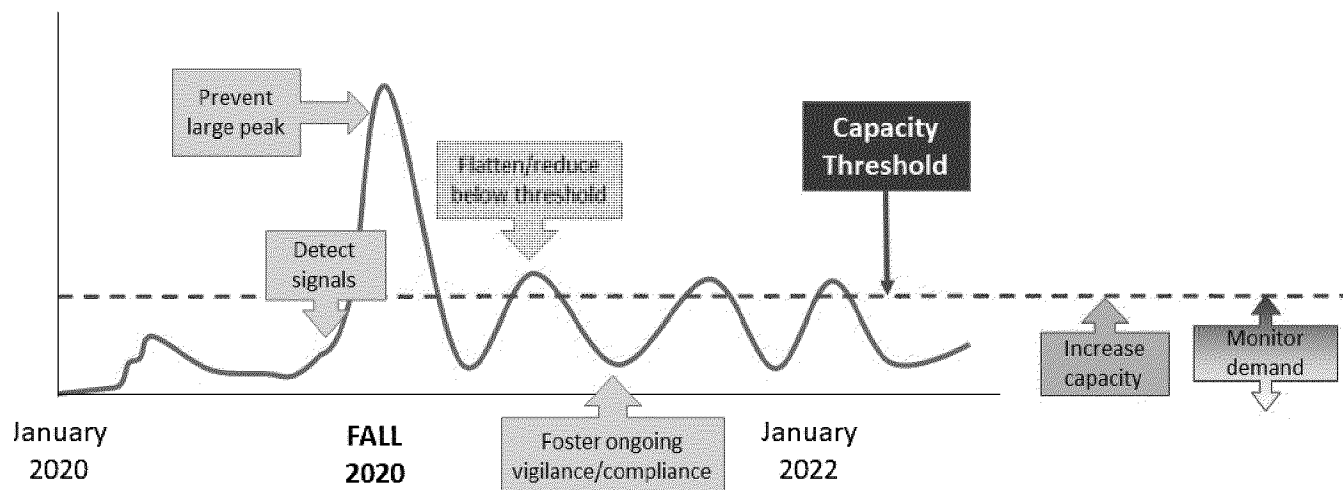 Prevent
large peak
Capacity
Threshold
Flatten/reduce
below threshold
Detect
signals
Increase
capacity
Monitor
demand
Foster ongoing
vigilance/compliance
January
2020
FALL
2020
January
2022